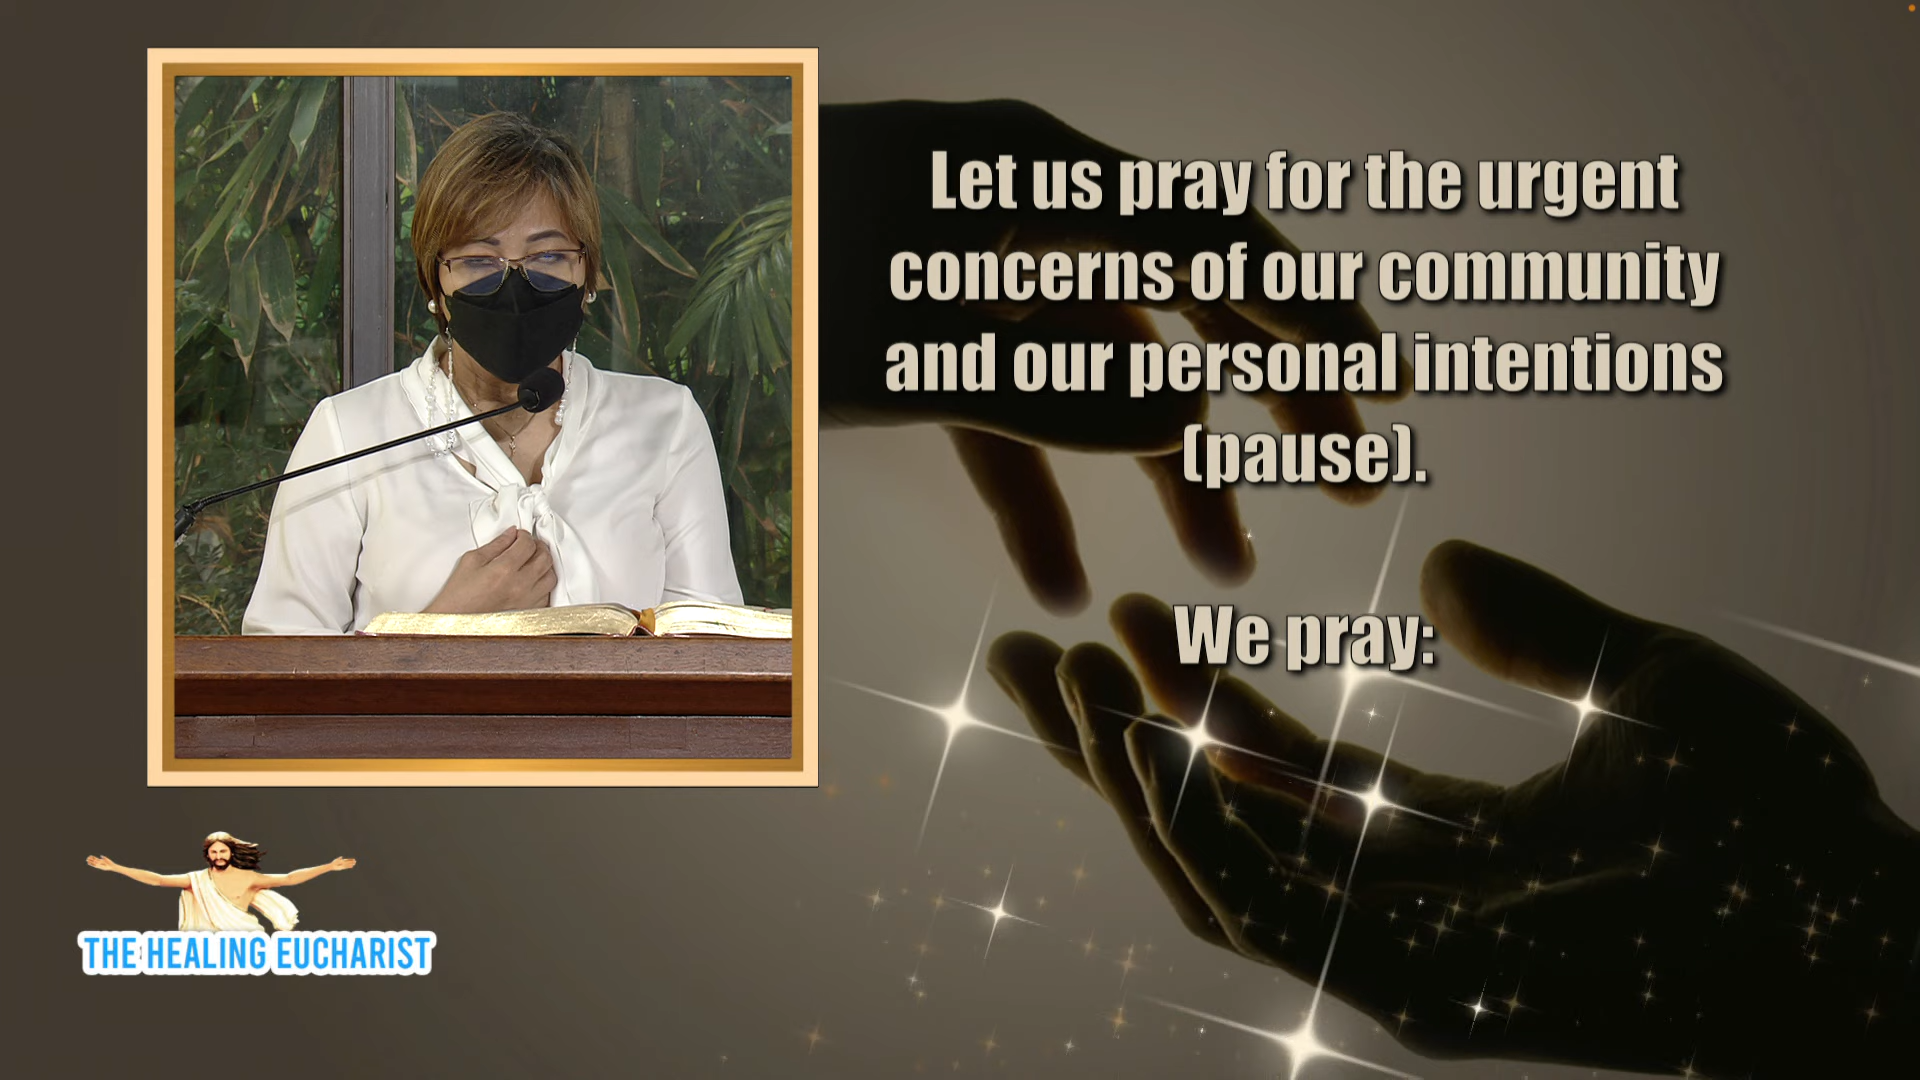 Let us pray for the urgent
concerns of our community
and our personal intentions
(pause).
We pray:
THE HEALING EUCHARIST